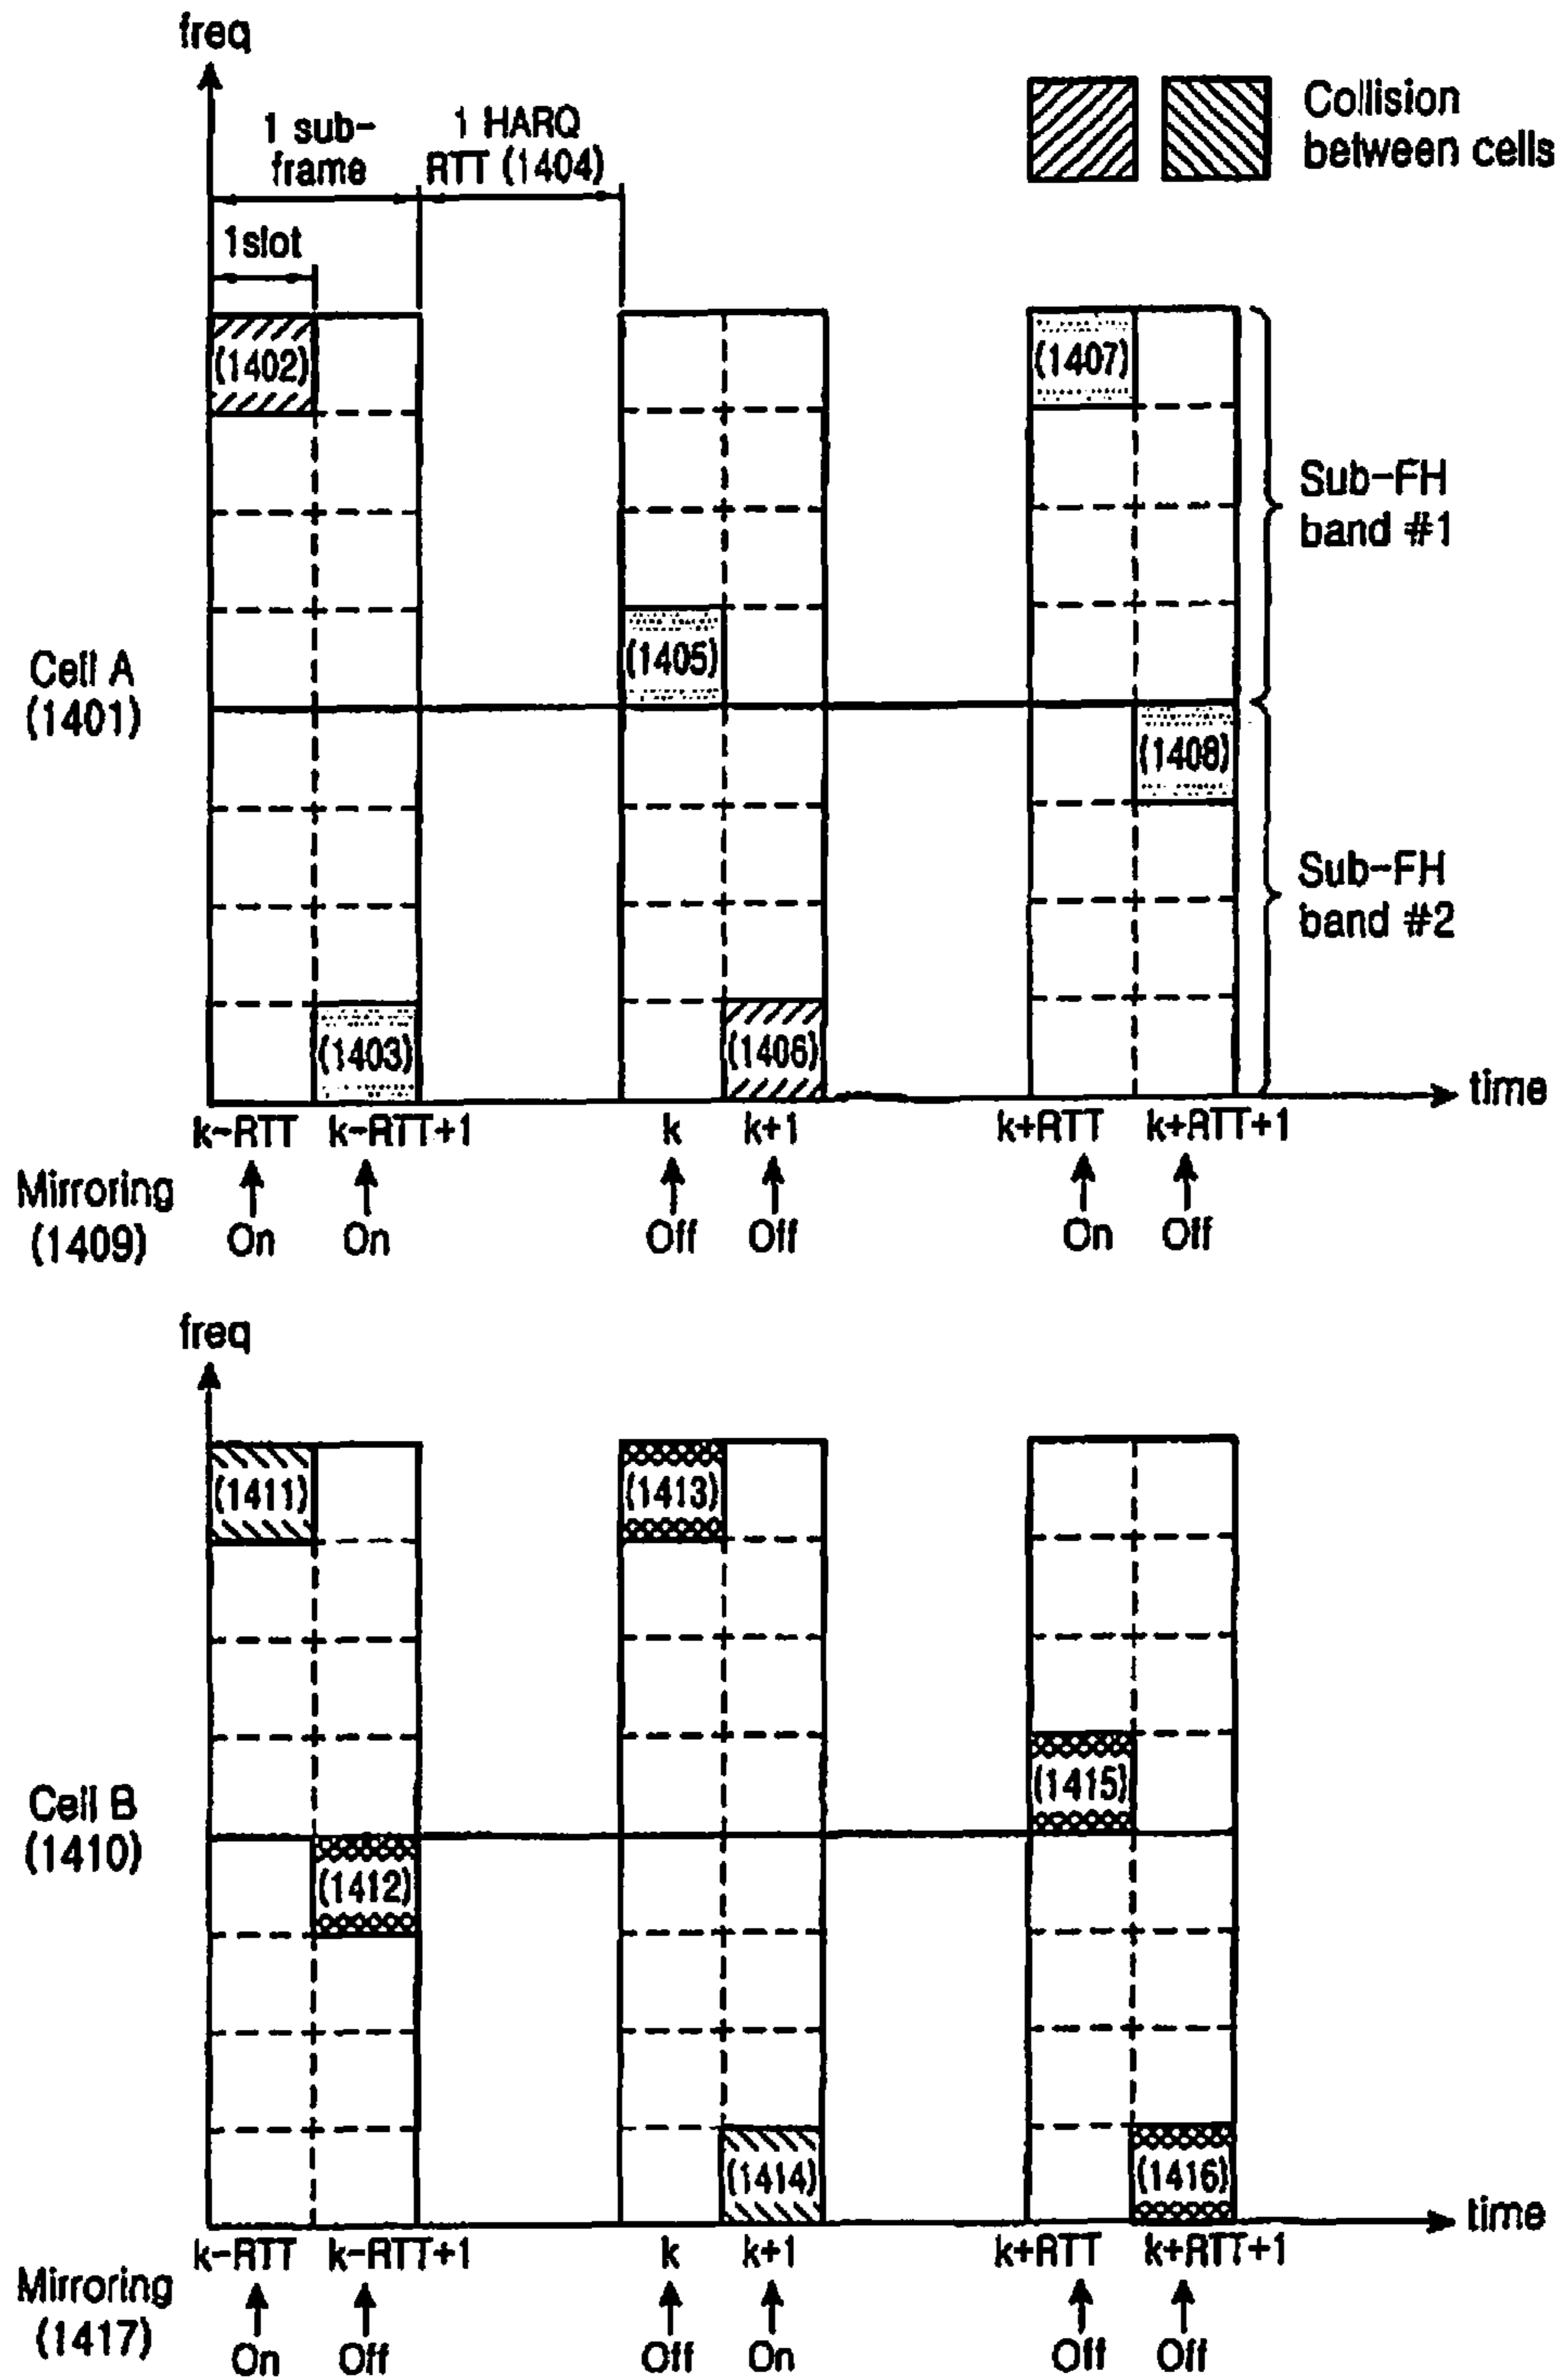 freq
1 sub-
frame
1 HARQ
RTT (1404)
Collision
between cells
1slot
(1402)
(1407)
Sub-FH
band #1
(1405)
Cell A
(1401)
(1408)
Sub-FH
band #2
(1403)
(1406)
time
k-RTT k-RTT+1 k k+1 k+RTT k+RTT+1
Mirroring
(1409)
On On Off Off On Off
freq
(1411)
(1413)
(1415)
Cell B
(1410)
(1412)
(1414)
(1416)
time
k-RTT k-RTT+1 k k+1 k+RTT k+RTT+1
Mirroring
(1417)
On Off Off On Off Off